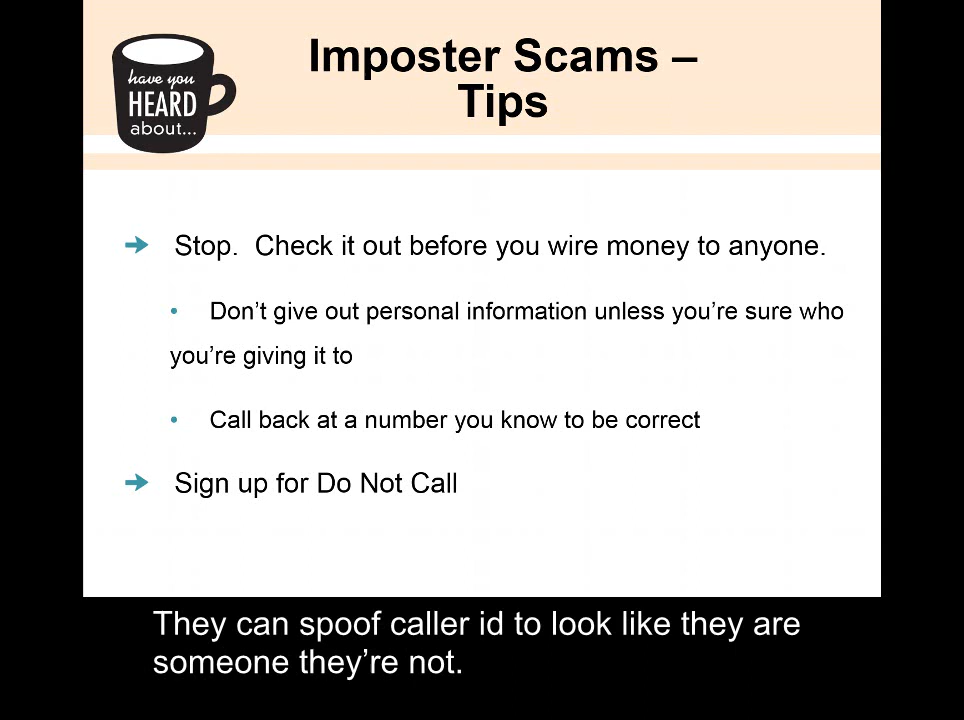 have you
HEARD
about...
Imposter Scams –
Tips
Stop.  Check it out before you wire money to anyone.
• Don’t give out personal information unless you’re sure who
you’re giving it to
• Call back at a number you know to be correct
Sign up for Do Not Call
They can spoof caller id to look like they are
someone they’re not.